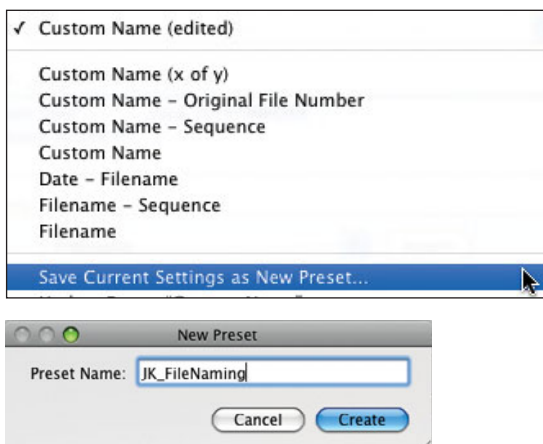 ✓ Custom Name (edited)
Custom Name (x of y)
Custom Name – Original File Number
Custom Name – Sequence
Custom Name
Date – Filename
Filename – Sequence
Filename
Save Current Settings as New Preset...
New Preset
Preset Name: JK_FileNaming
Cancel Create